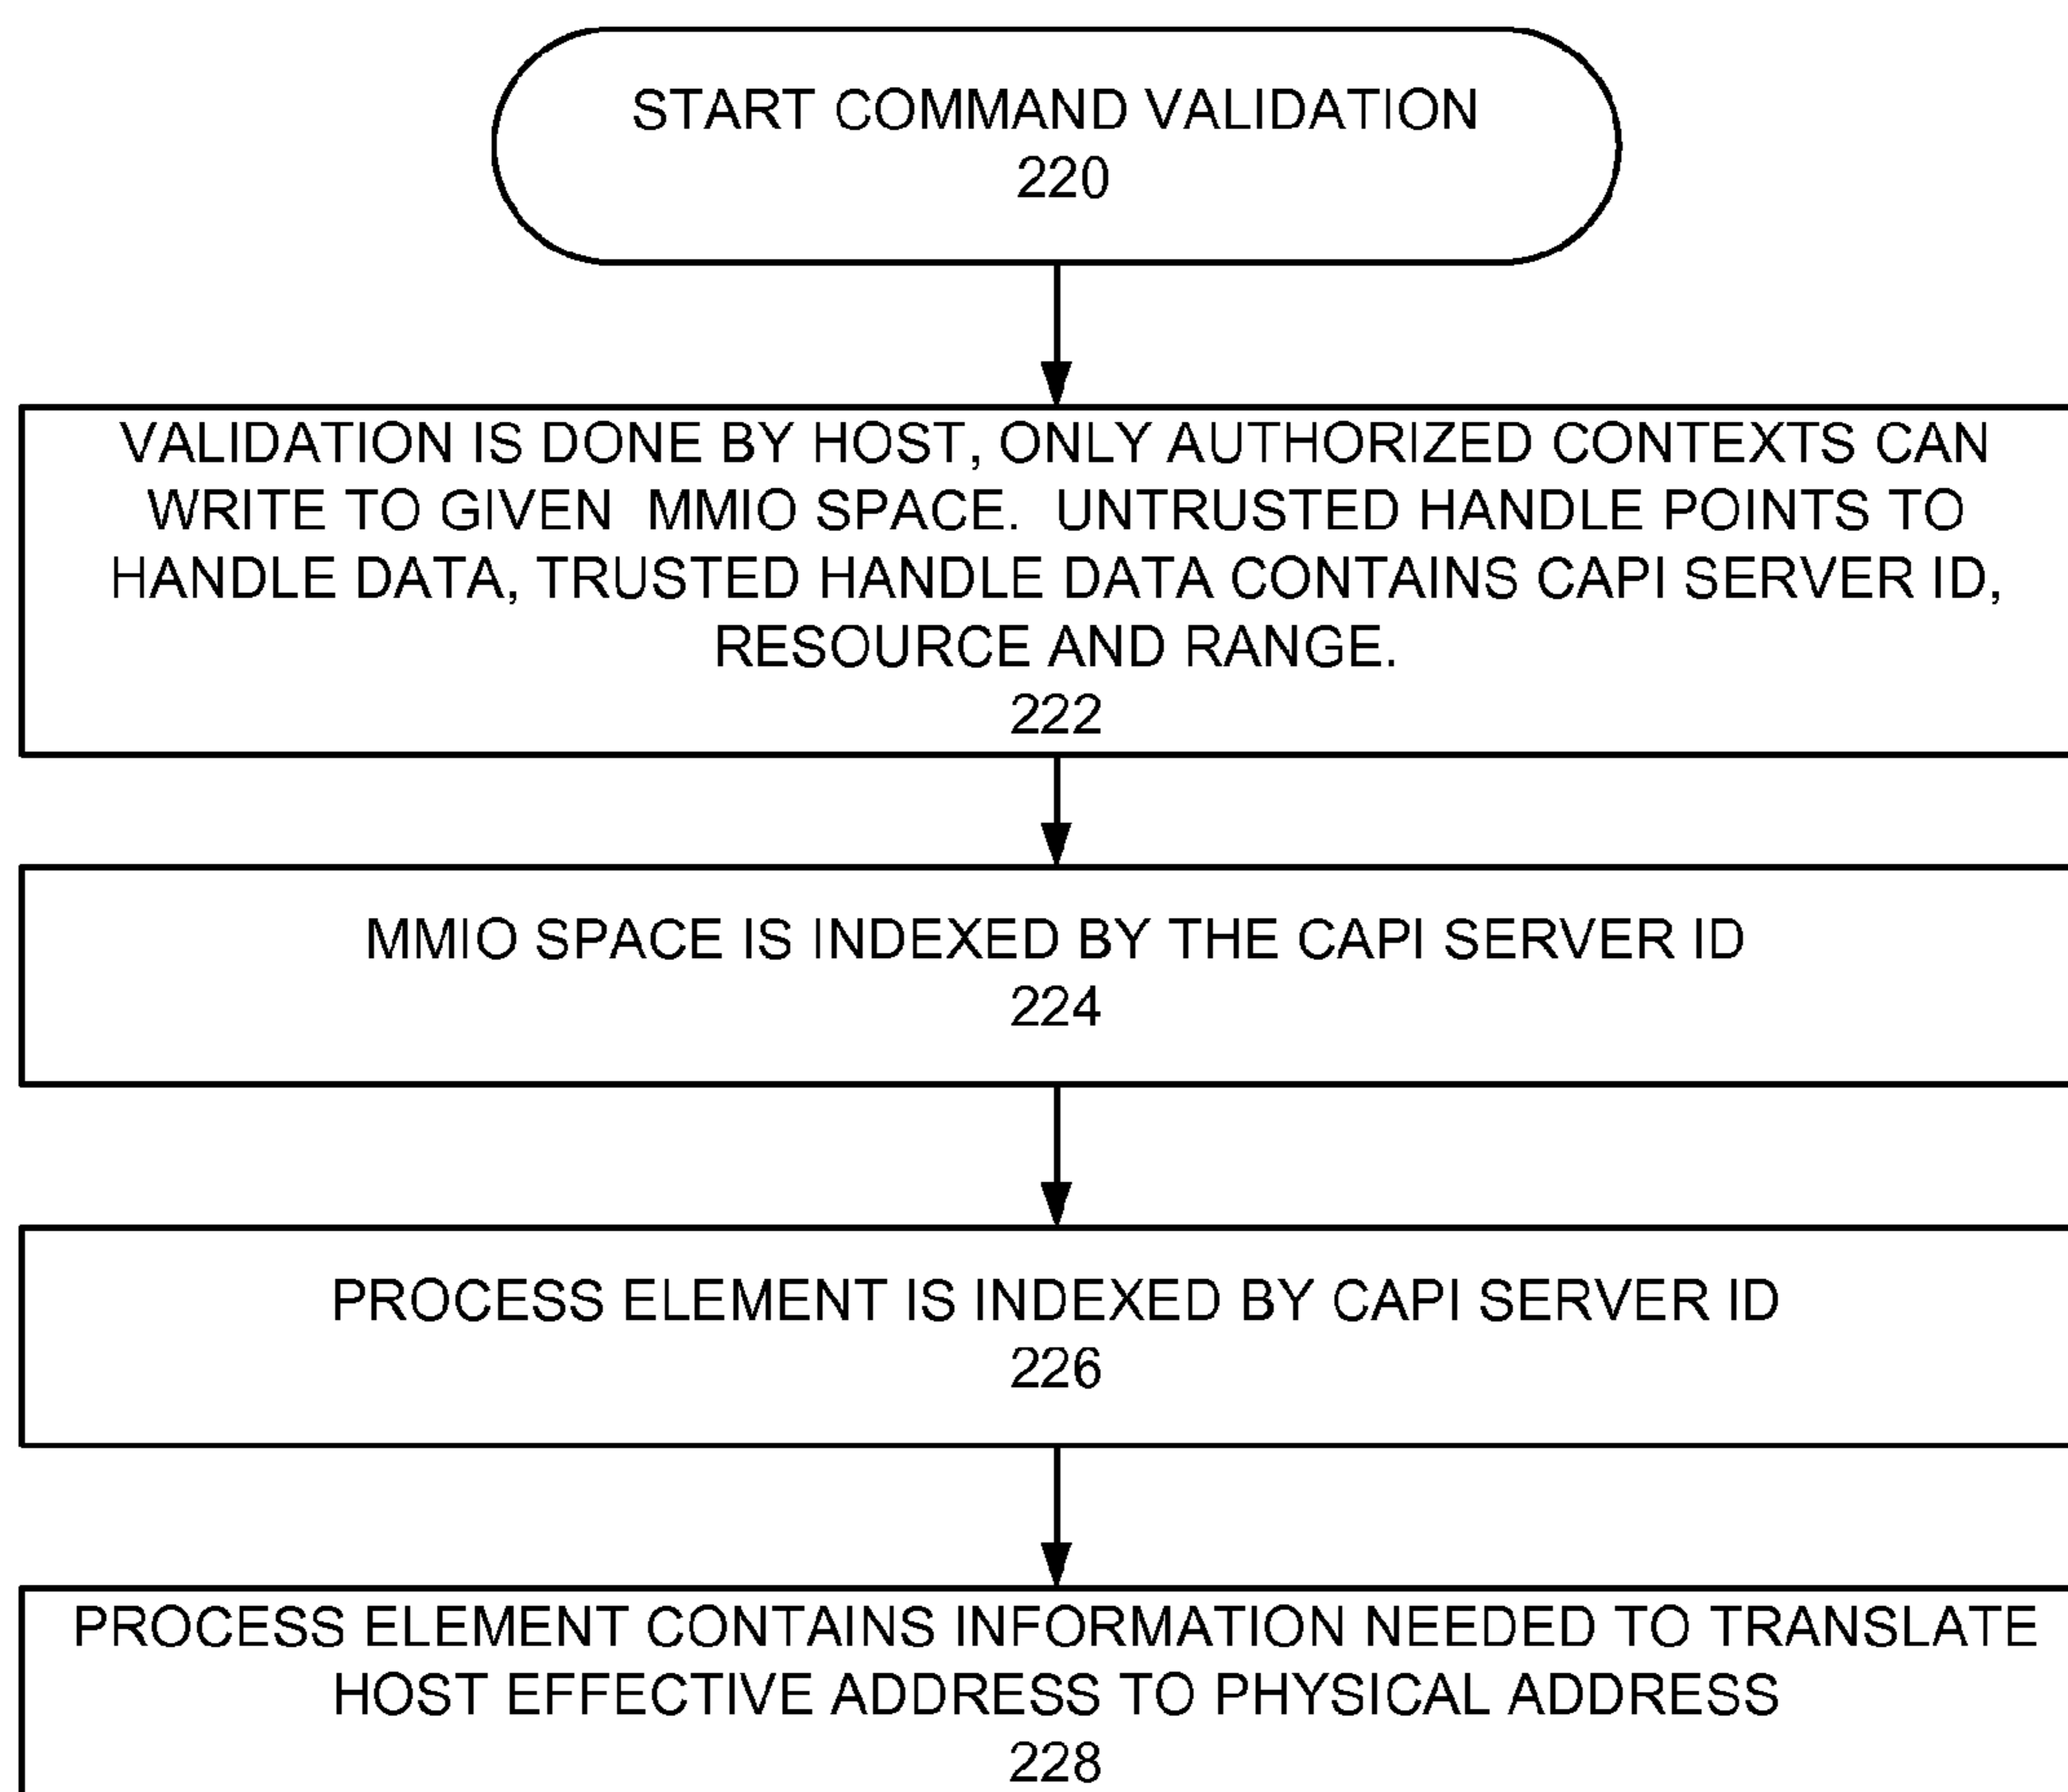 START COMMAND VALIDATION
220
VALIDATION IS DONE BY HOST, ONLY AUTHORIZED CONTEXTS CAN
WRITE TO GIVEN MMIO SPACE. UNTRUSTED HANDLE POINTS TO
HANDLE DATA, TRUSTED HANDLE DATA CONTAINS CAPI SERVER ID,
RESOURCE AND RANGE.
222
MMIO SPACE IS INDEXED BY THE CAPI SERVER ID
224
PROCESS ELEMENT IS INDEXED BY CAPI SERVER ID
226
PROCESS ELEMENT CONTAINS INFORMATION NEEDED TO TRANSLATE
HOST EFFECTIVE ADDRESS TO PHYSICAL ADDRESS
228